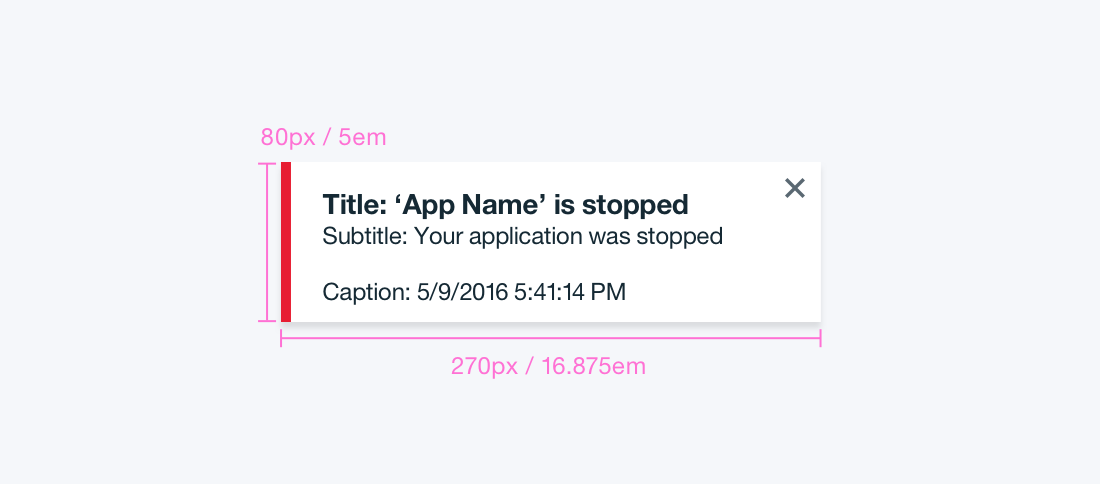 80px / 5em
Title: ‘App Name’ is stopped
Subtitle: Your application was stopped
Caption: 5/9/2016 5:41:14 PM
270px / 16.875em